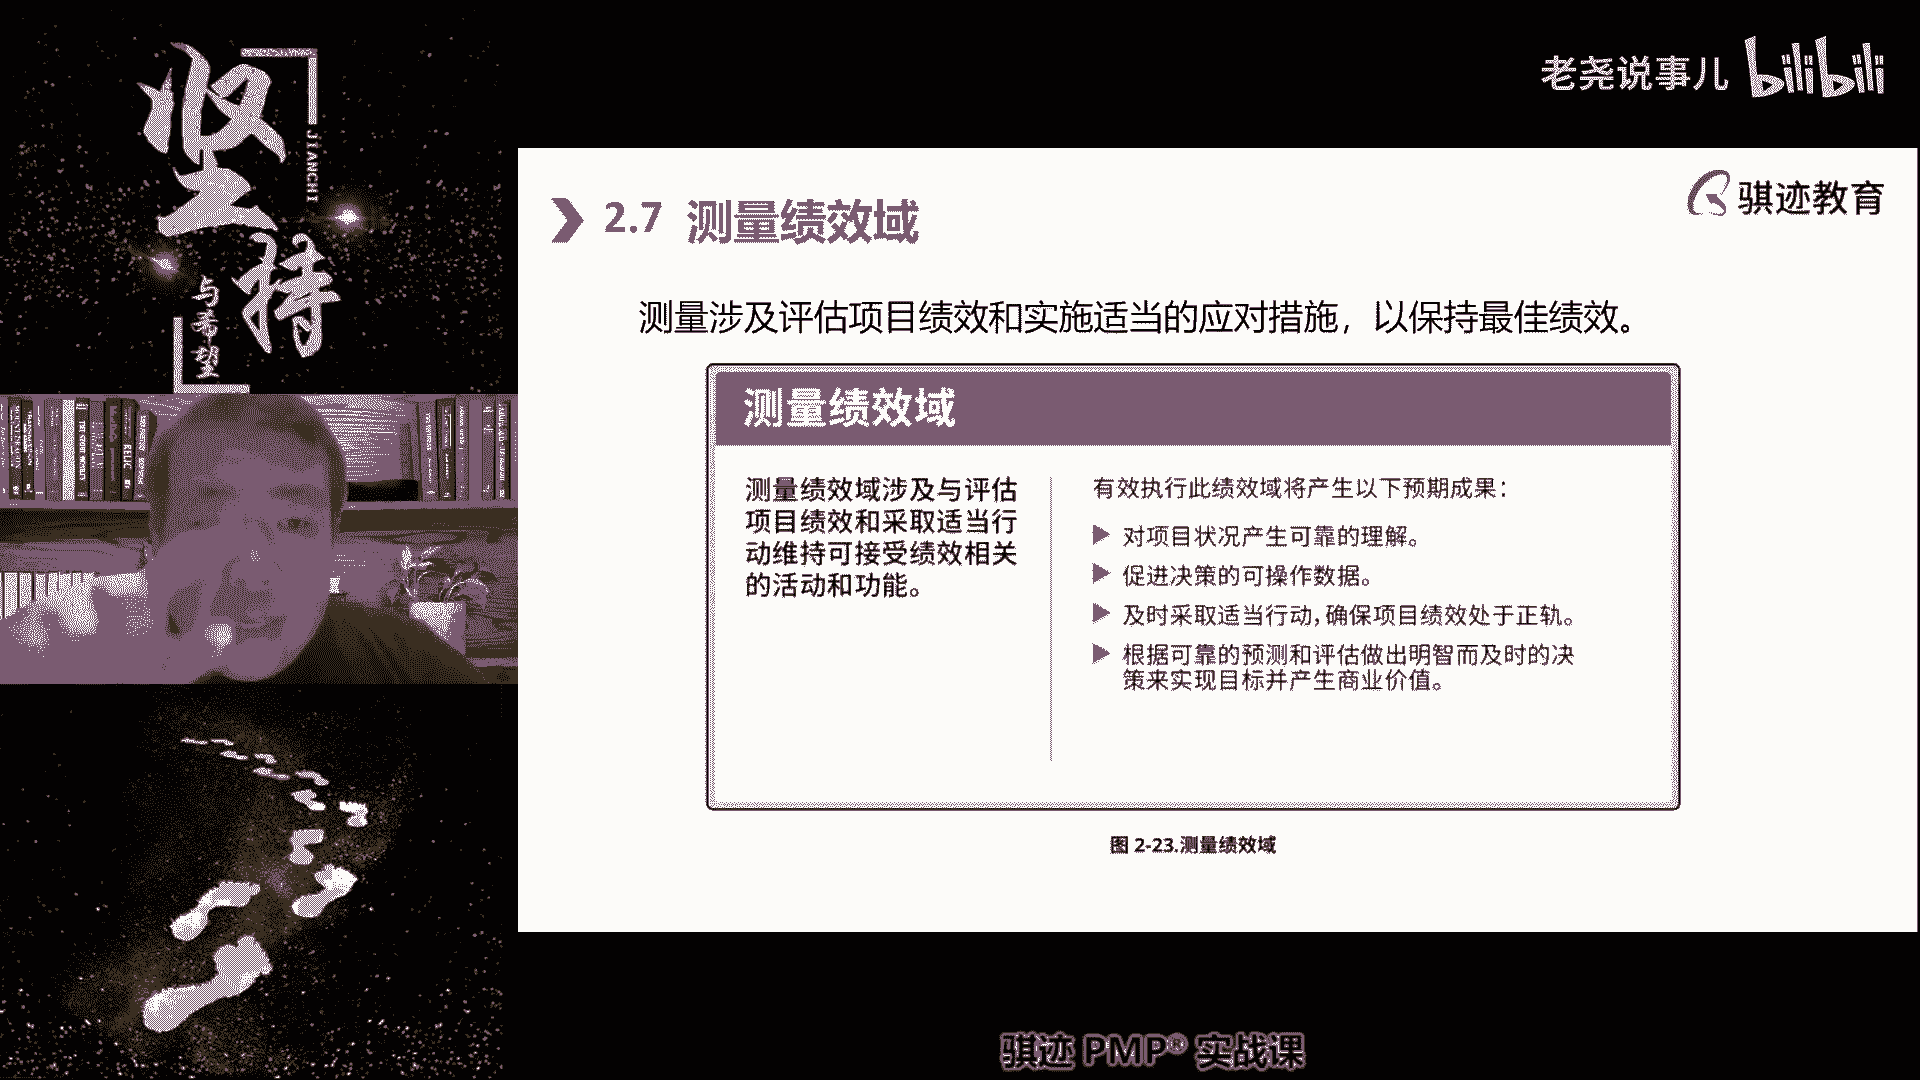 坚持
JIANCHI
与希望
老尧说事儿 bilibili
骐迹教育
2.7 测量绩效域
测量涉及评估项目绩效和实施适当的应对措施，以保持最佳绩效。
测量绩效域
测量绩效域涉及与评估
项目绩效和采取适当行
动维持可接受绩效相关
的活动和功能。
有效执行此绩效域将产生以下预期成果：
对项目状况产生可靠的理解。
促进决策的可操作数据。
及时采取适当行动，确保项目绩效处于正轨。
根据可靠的预测和评估做出明智而及时的决
策来实现目标并产生商业价值。
图 2-23.测量绩效域
骐迹 PMP® 实战课